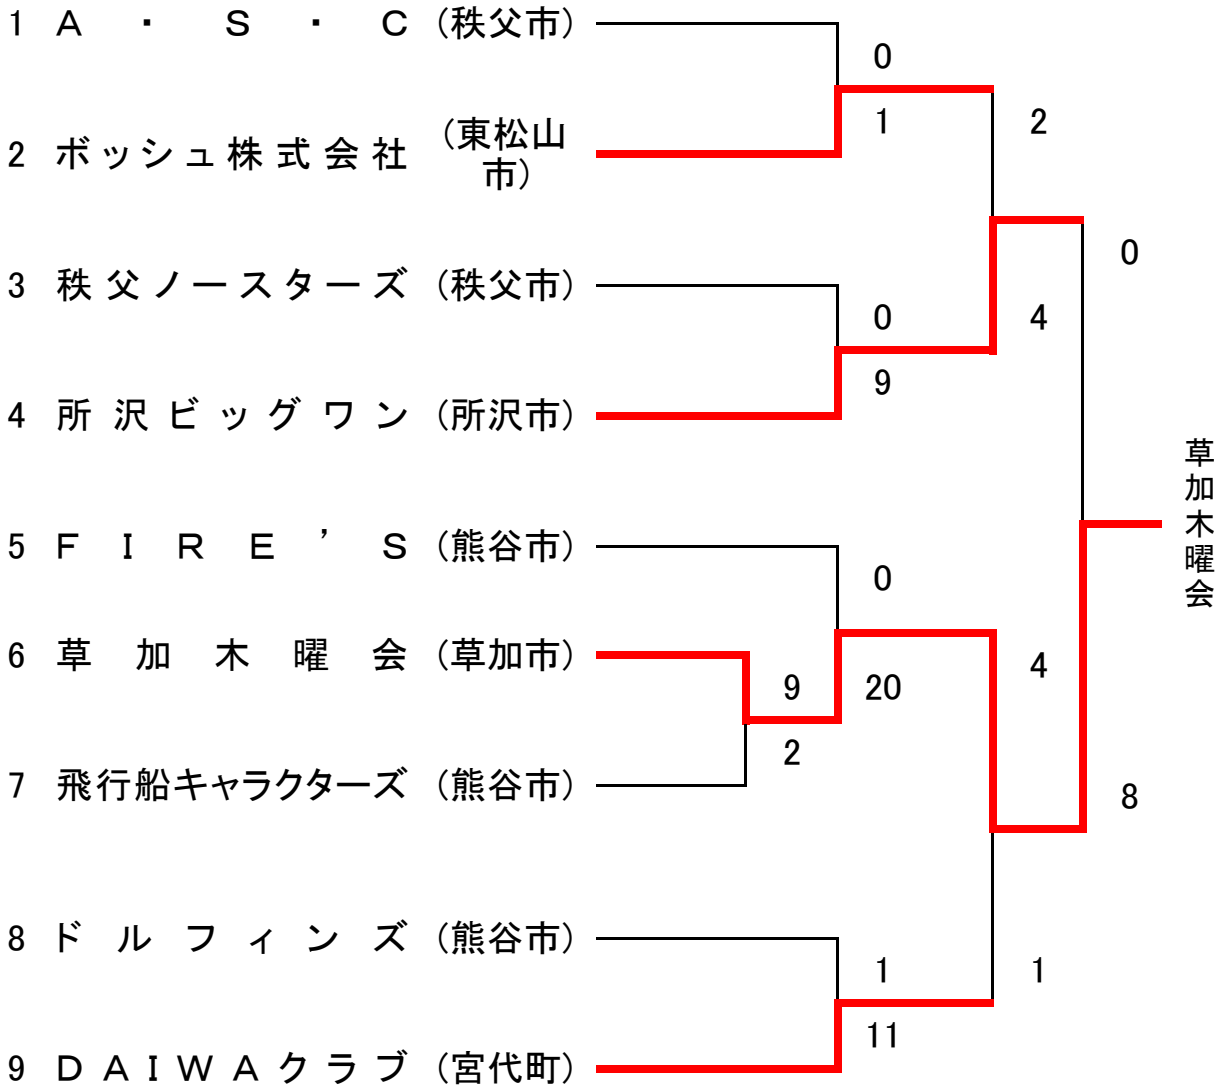 1 A ・ S ・ C (秩父市)
0
2
1
2 ボッシュ株式会社 (東松山
市)
0
3 秩父ノースターズ (秩父市)
0
4
9
4 所沢ビッグワン (所沢市)
草加木曜会
5 FIRE’S (熊谷市)
0
6 草加木曜会 (草加市)
4
9
20
2
7 飛行船キャラクターズ (熊谷市)
8
8 ドルフィンズ (熊谷市)
1
1
11
9 DAIWAクラブ (宮代町)